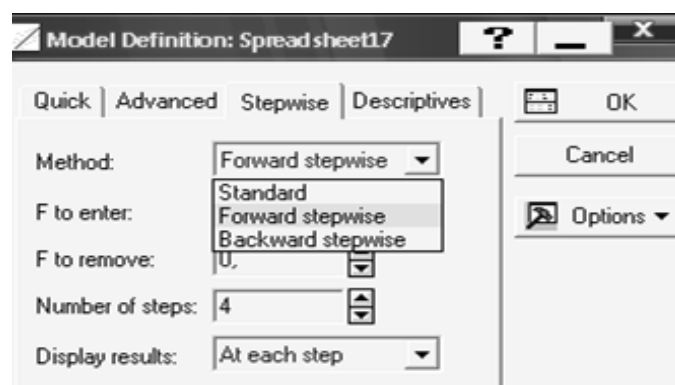 Model Definition: Spreadsheet17 ? X
Quick Advanced Stepwise Descriptives OK
Method: Forward stepwise Cancel
Standard
F to enter: Forward stepwise Options
Backward stepwise
F to remove: 0,
Number of steps: 4
Display results: At each step